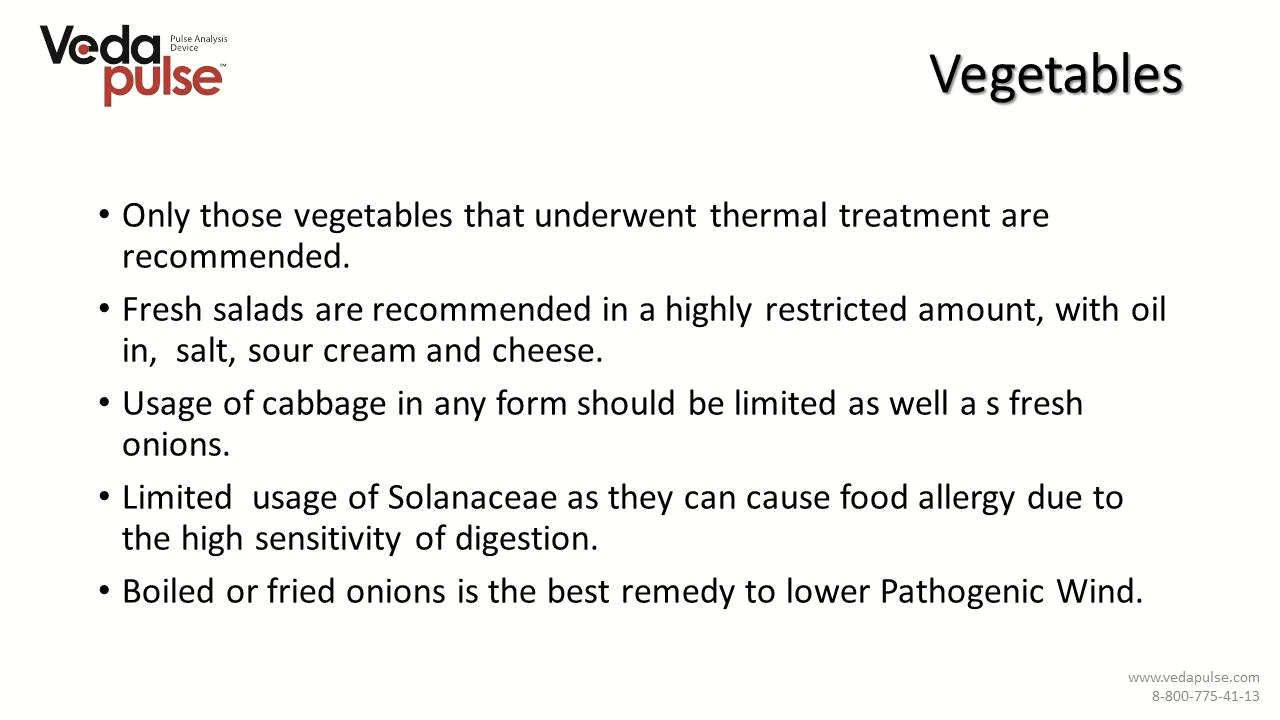 Veda
Pulse Analysis
Device
pulse™
Vegetables
• Only those vegetables that underwent thermal treatment are
recommended.
• Fresh salads are recommended in a highly restricted amount, with oil
in,  salt, sour cream and cheese.
• Usage of cabbage in any form should be limited as well a s fresh
onions.
• Limited  usage of Solanaceae as they can cause food allergy due to
the high sensitivity of digestion.
• Boiled or fried onions is the best remedy to lower Pathogenic Wind.
www.vedapulse.com
8-800-775-41-13